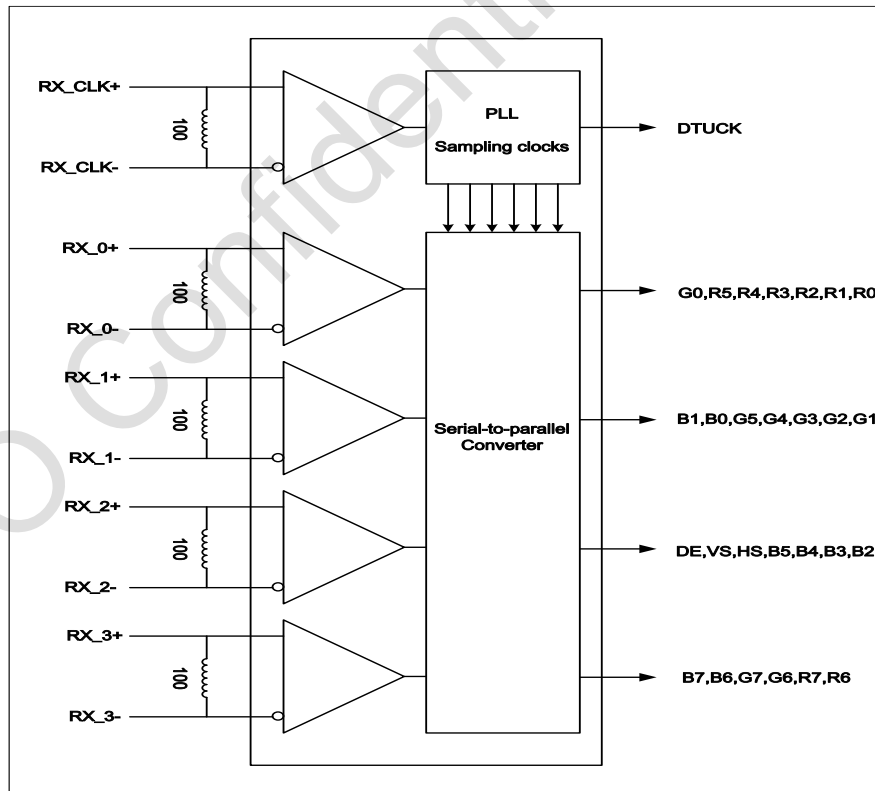 RX_CLK+
100
RX_CLK-
PLL
Sampling clocks
DTUCK
RX_0+
100
RX_0-
G0,R5,R4,R3,R2,R1,R0
RX_1+
100
RX_1-
B1,B0,G5,G4,G3,G2,G1
Serial-to-parallel
Converter
RX_2+
100
RX_2-
DE,VS,HS,B5,B4,B3,B2
RX_3+
100
RX_3-
B7,B6,G7,G6,R7,R6
O Confident